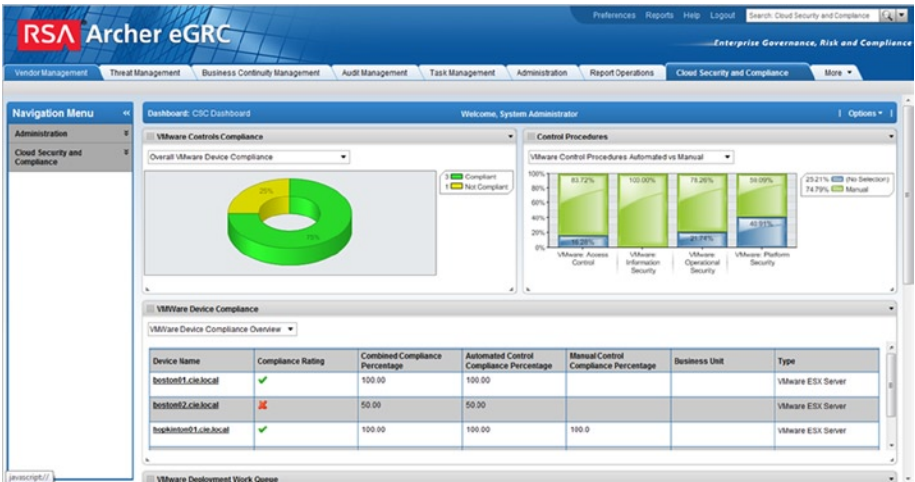 Preferences Reports Help Logout Search: Cloud Security and Compliance
RSA Archer eGRC
Enterprise Governance, Risk and Compliance
Vendor Management Threat Management Business Continuity Management Audit Management Task Management Administration Report Operations Cloud Security and Compliance More
Navigation Menu
Administration
Cloud Security and
Compliance
Dashboard: CSC Dashboard Welcome, System Administrator Options
VMware Controls Compliance
Overall VMware Device Compliance
3 Compliant
1 Not Compliant
25%
75%
Control Procedures
VMware Control Procedures Automated vs Manual
100%
80%
60%
40%
20%
0%
83.72% 100.00% 78.26% 59.09%
16.28% 21.74% 40.91%
VMware: Access
Control
VMware:
Information
Security
VMware:
Operational
Security
VMware: Platform
Security
25.21% (No Selection)
74.79% Manual
VMWare Device Compliance
VMWare Device Compliance Overview
Device Name Compliance Rating Combined Compliance Percentage Automated Control Compliance Percentage Manual Control Compliance Percentage Business Unit Type
boston01.cie.local 100.00 100.00 VMware ESX Server
boston02.cie.local 50.00 50.00 VMware ESX Server
hopkinton01.cie.local 100.00 100.00 100.0 VMware ESX Server
VMware Deployment Work Queue
javascript://